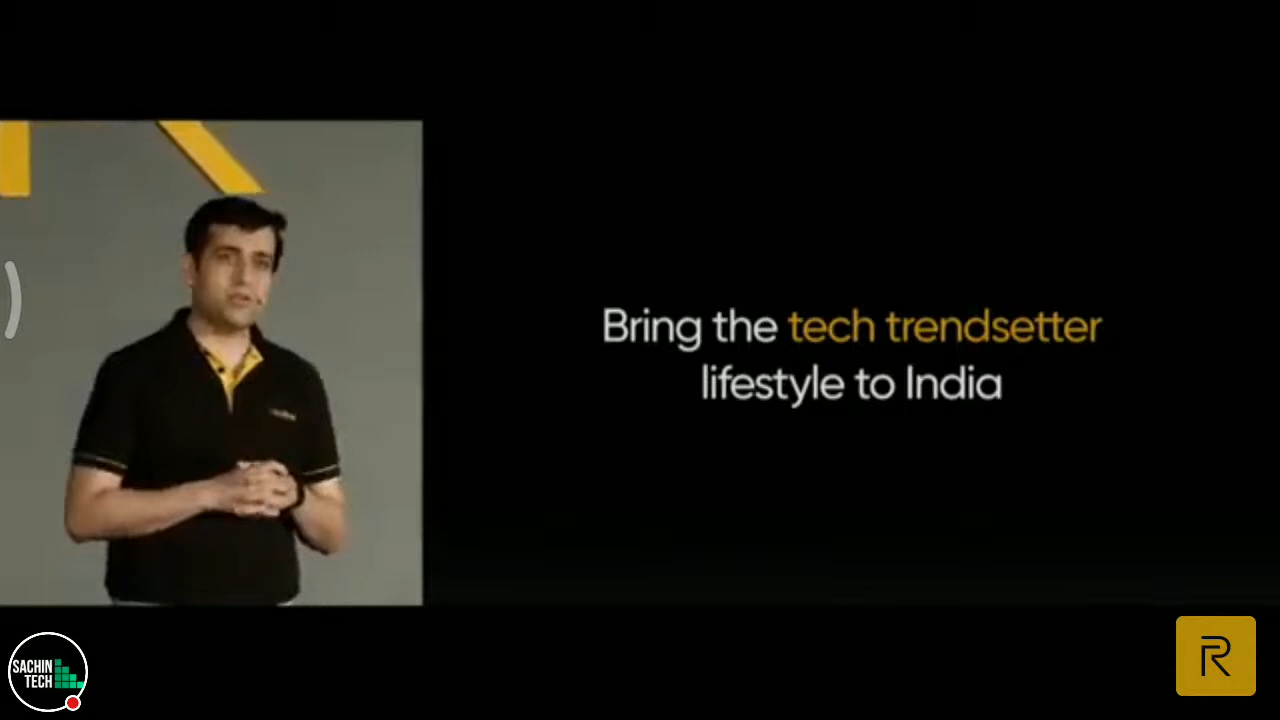 Bring the tech trendsetter
lifestyle to India
SACHIN
TECH
R